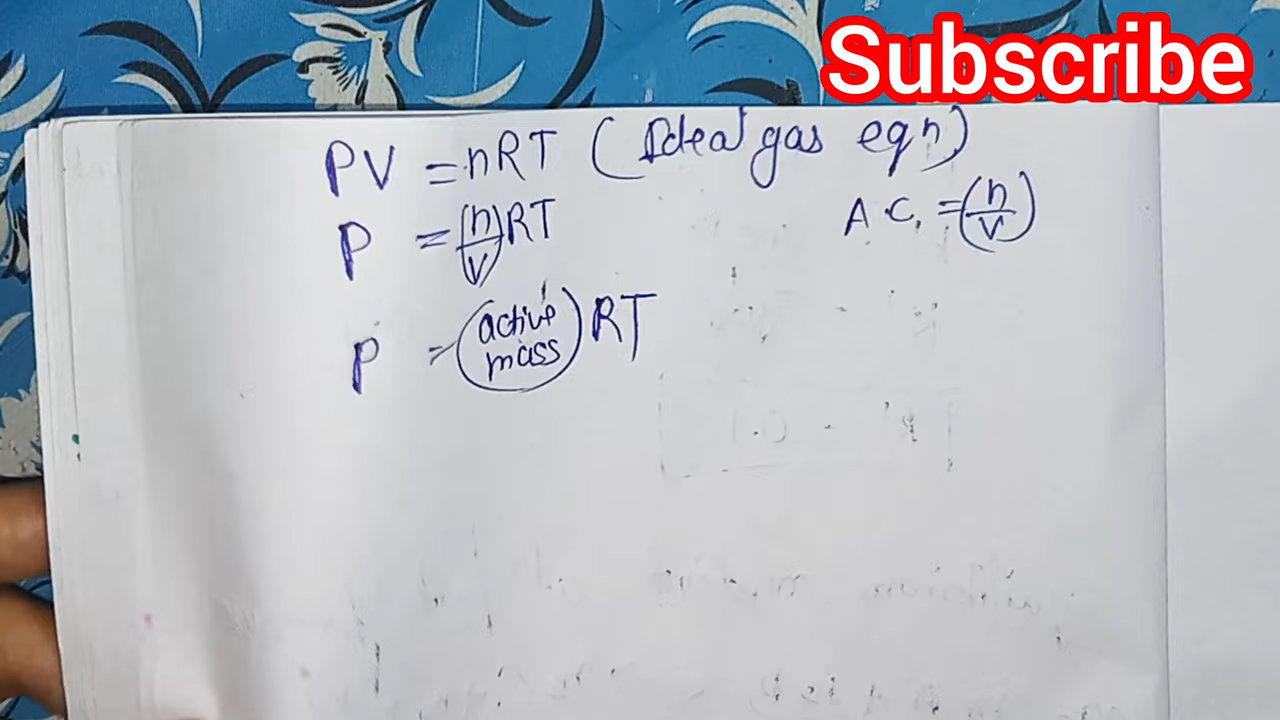 Subscribe
PV = nRT (Ideal gas eqn)
P = (n/V)RT
A.C. = (n/V)
P = (active mass) RT